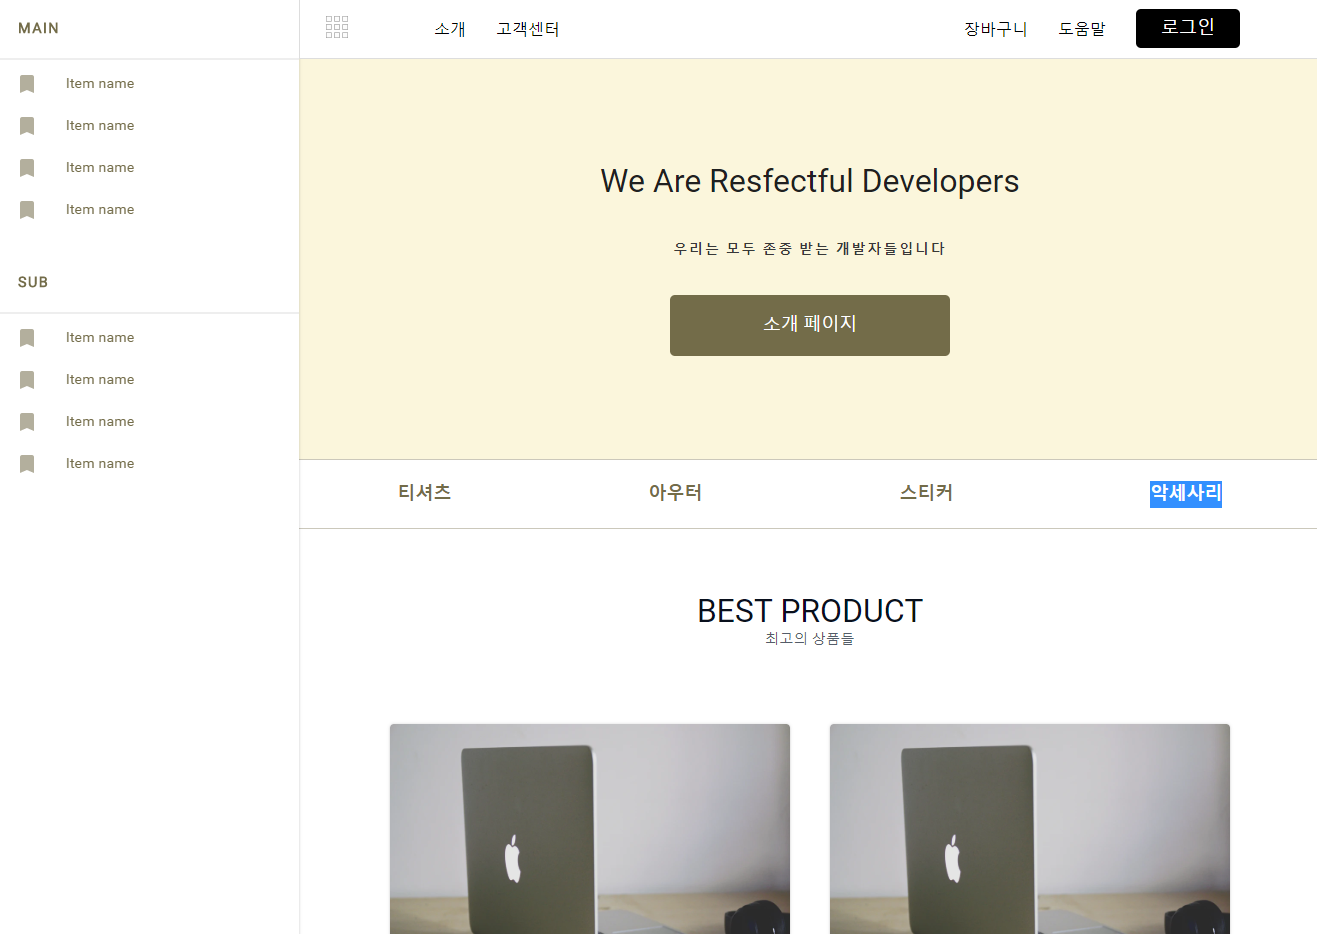 MAIN
Item name
Item name
Item name
Item name
SUB
Item name
Item name
Item name
Item name
소개 고객센터 장바구니 도움말 로그인
We Are Resfectful Developers
우리는 모두 존중 받는 개발자들입니다
소개 페이지
티셔츠 아우터 스티커 악세사리
BEST PRODUCT
최고의 상품들